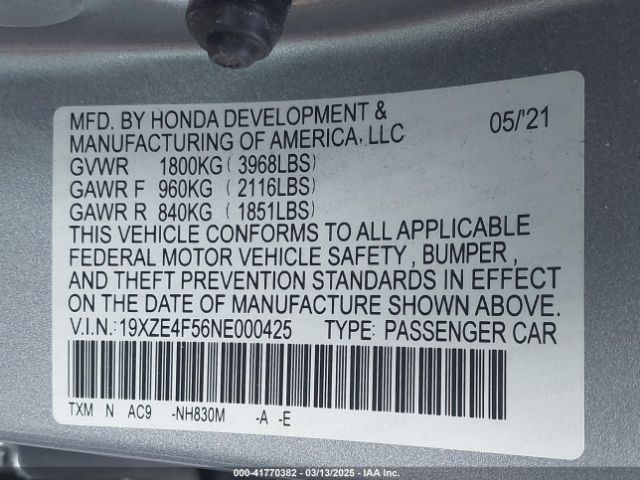 MFD. BY HONDA DEVELOPMENT &
MANUFACTURING OF AMERICA, LLC 05/'21
GVWR 1800KG ( 3968LBS)
GAWR F 960KG ( 2116LBS)
GAWR R 840KG ( 1851LBS)
THIS VEHICLE CONFORMS TO ALL APPLICABLE
FEDERAL MOTOR VEHICLE SAFETY , BUMPER ,
AND THEFT PREVENTION STANDARDS IN EFFECT
ON THE DATE OF MANUFACTURE SHOWN ABOVE.
V.I.N.:19XZE4F56NE000425 TYPE: PASSENGER CAR
TXM N AC9 -NH830M -A -E
000-41770382 | 03/13/2025 | IAA Inc.